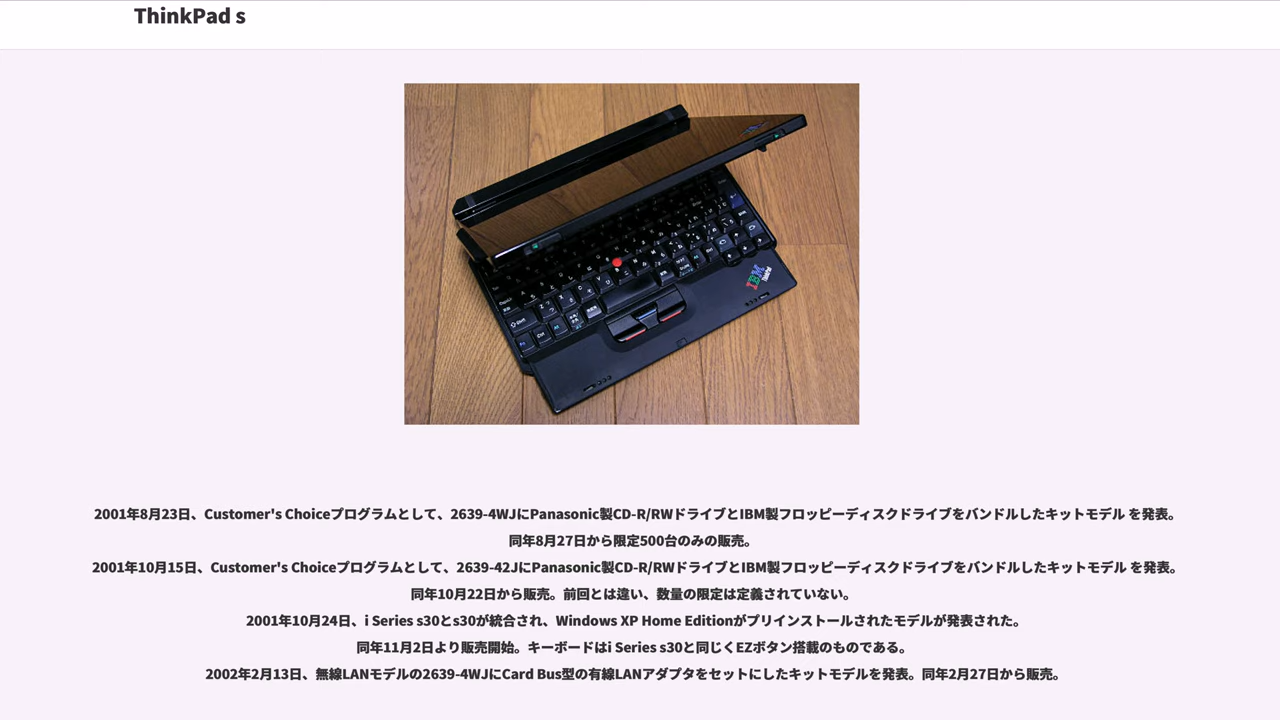 ThinkPad s
IBM
ThinkPad
2001年8月23日、Customer's Choiceプログラムとして、2639-4WJにPanasonic製CD-R/RWドライブとIBM製フロッピーディスクドライブをバンドルしたキットモデル を発表。
同年8月27日から限定500台のみの販売。
2001年10月15日、Customer's Choiceプログラムとして、2639-42JにPanasonic製CD-R/RWドライブとIBM製フロッピーディスクドライブをバンドルしたキットモデル を発表。
同年10月22日から販売。前回とは違い、数量の限定は定義されていない。
2001年10月24日、i Series s30とs30が統合され、Windows XP Home Editionがプリインストールされたモデルが発表された。
同年11月2日より販売開始。キーボードはi Series s30と同じくEZボタン搭載のものである。
2002年2月13日、無線LANモデルの2639-4WJにCard Bus型の有線LANアダプタをセットにしたキットモデルを発表。同年2月27日から販売。